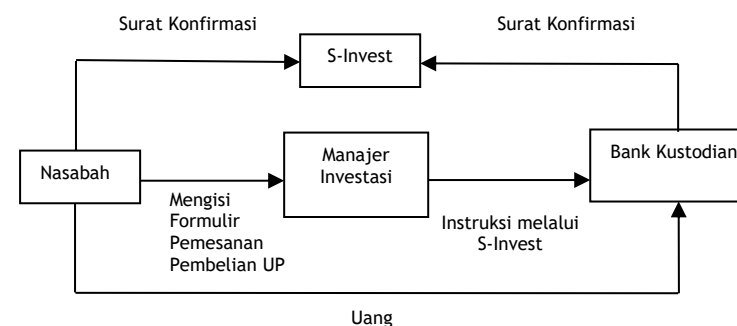 Surat Konfirmasi
Surat Konfirmasi
S-Invest
Nasabah
Manajer
Investasi
Bank Kustodian
Mengisi
Formulir
Pemesanan
Pembelian UP
Instruksi melalui
S-Invest
Uang